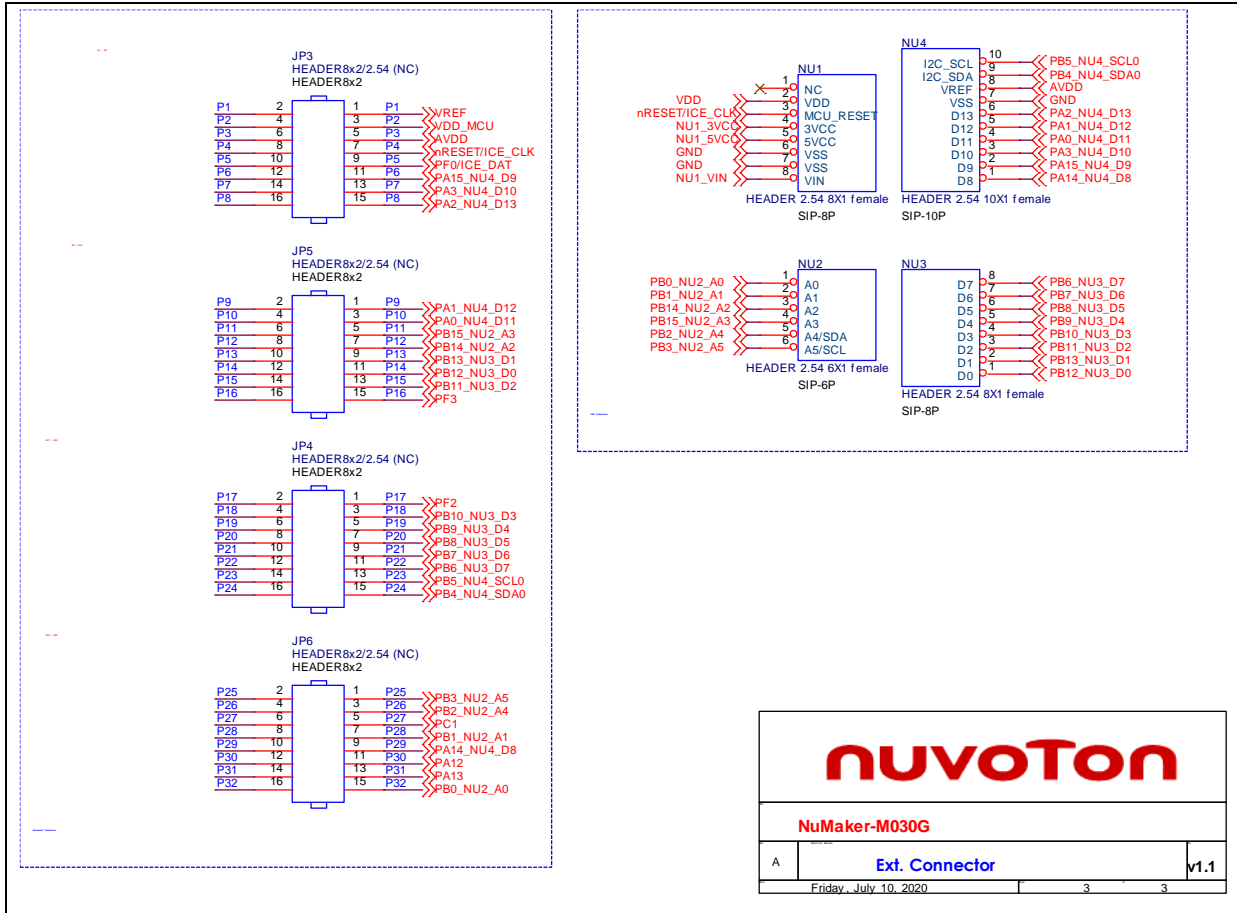 JP3
HEADER8x2/2.54 (NC)
HEADER8x2
P1 2 1 P1 VREF
P2 4 3 P2 VDD_MCU
P3 6 5 P3 AVDD
P4 8 7 P4 nRESET/ICE_CLK
P5 10 9 P5 PF0/ICE_DAT
P6 12 11 P6 PA15_NU4_D9
P7 14 13 P7 PA3_NU4_D10
P8 16 15 P8 PA2_NU4_D13
JP5
HEADER8x2/2.54 (NC)
HEADER8x2
P9 2 1 P9 PA1_NU4_D12
P10 4 3 P10 PA0_NU4_D11
P11 6 5 P11 PB15_NU2_A3
P12 8 7 P12 PB14_NU2_A2
P13 10 9 P13 PB13_NU3_D1
P14 12 11 P14 PB12_NU3_D0
P15 14 13 P15 PB11_NU3_D2
P16 16 15 P16 PF3
JP4
HEADER8x2/2.54 (NC)
HEADER8x2
P17 2 1 P17 PF2
P18 4 3 P18 PB10_NU3_D3
P19 6 5 P19 PB9_NU3_D4
P20 8 7 P20 PB8_NU3_D5
P21 10 9 P21 PB7_NU3_D6
P22 12 11 P22 PB6_NU3_D7
P23 14 13 P23 PB5_NU4_SCL0
P24 16 15 P24 PB4_NU4_SDA0
JP6
HEADER8x2/2.54 (NC)
HEADER8x2
P25 2 1 P25 PB3_NU2_A5
P26 4 3 P26 PB2_NU2_A4
P27 6 5 P27 PC1
P28 8 7 P28 PB1_NU2_A1
P29 10 9 P29 PA14_NU4_D8
P30 12 11 P30 PA12
P31 14 13 P31 PA13
P32 16 15 P32 PB0_NU2_A0
NU1
1 NC
VDD 2 VDD
nRESET/ICE_CLK 3 MCU_RESET
NU1_3VCC 4 3VCC
NU1_5VCC 5 5VCC
GND 6 VSS
GND 7 VSS
NU1_VIN 8 VIN
HEADER 2.54 8X1 female
SIP-8P
NU4
I2C_SCL 10 PB5_NU4_SCL0
I2C_SDA 9 PB4_NU4_SDA0
VREF 8 AVDD
VSS 7 GND
D13 6 PA2_NU4_D13
D12 5 PA1_NU4_D12
D11 4 PA0_NU4_D11
D10 3 PA3_NU4_D10
D9 2 PA15_NU4_D9
D8 1 PA14_NU4_D8
HEADER 2.54 10X1 female
SIP-10P
NU2
PB0_NU2_A0 1 A0
PB1_NU2_A1 2 A1
PB14_NU2_A2 3 A2
PB15_NU2_A3 4 A3
PB2_NU2_A4 5 A4/SDA
PB3_NU2_A5 6 A5/SCL
HEADER 2.54 6X1 female
SIP-6P
NU3
D7 8 PB6_NU3_D7
D6 7 PB7_NU3_D6
D5 6 PB8_NU3_D5
D4 5 PB9_NU3_D4
D3 4 PB10_NU3_D3
D2 3 PB11_NU3_D2
D1 2 PB13_NU3_D1
D0 1 PB12_NU3_D0
HEADER 2.54 8X1 female
SIP-8P
nuvoTon
NuMaker-M030G
A Ext. Connector v1.1
Friday, July 10, 2020 3 3